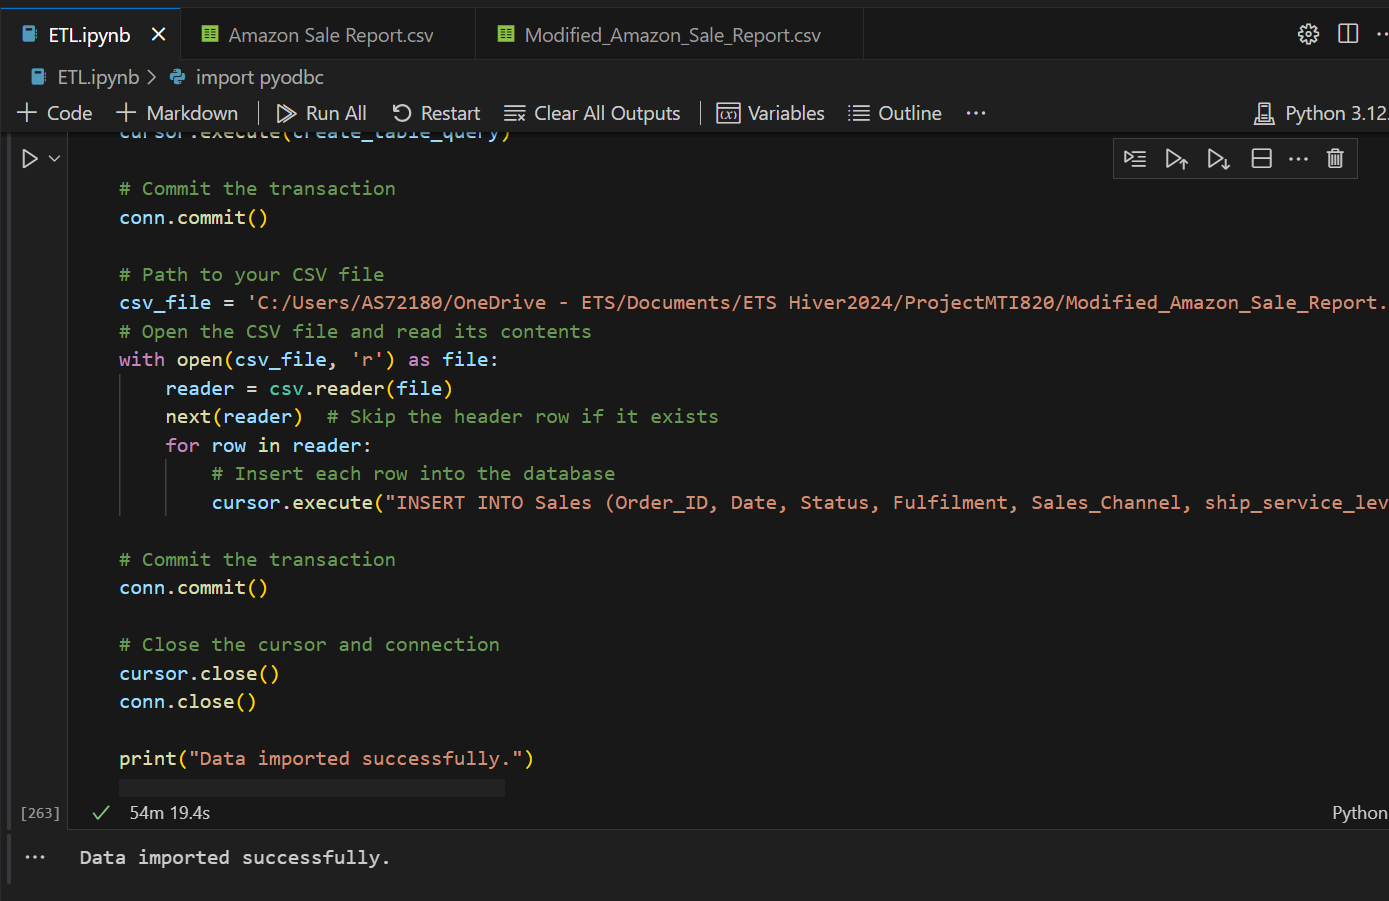 ETL.ipynb
Amazon Sale Report.csv
Modified_Amazon_Sale_Report.csv
ETL.ipynb > import pyodbc
+ Code + Markdown Run All Restart Clear All Outputs Variables Outline ... Python 3.12.
cursor.execute(create_table_query)
# Commit the transaction
conn.commit()
# Path to your CSV file
csv_file = 'C:/Users/AS72180/OneDrive - ETS/Documents/ETS Hiver2024/ProjectMTI820/Modified_Amazon_Sale_Report.
# Open the CSV file and read its contents
with open(csv_file, 'r') as file:
reader = csv.reader(file)
next(reader)  # Skip the header row if it exists
for row in reader:
# Insert each row into the database
cursor.execute("INSERT INTO Sales (Order_ID, Date, Status, Fulfilment, Sales_Channel, ship_service_lev
# Commit the transaction
conn.commit()
# Close the cursor and connection
cursor.close()
conn.close()
print("Data imported successfully.")
[263] 54m 19.4s Python
Data imported successfully.